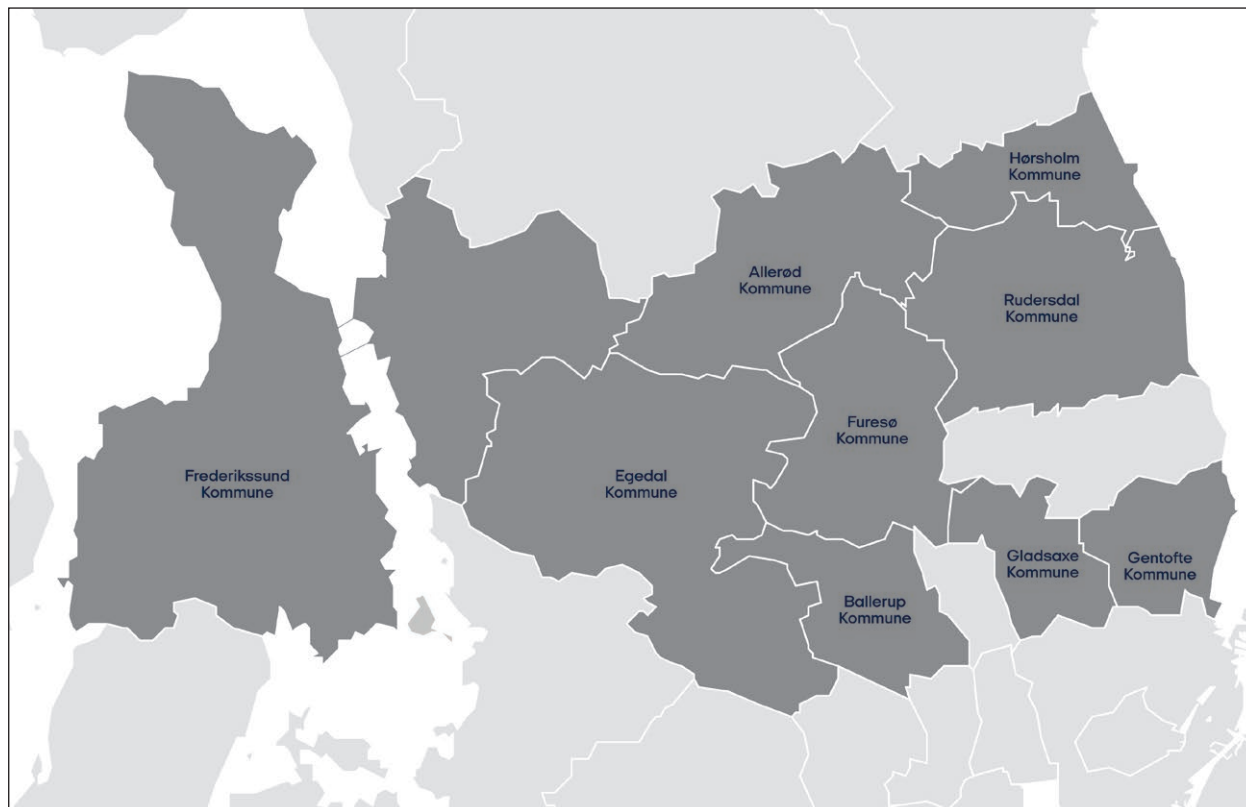 Hørsholm
Kommune
Allerød
Kommune
Rudersdal
Kommune
Furesø
Kommune
Frederikssund
Kommune
Egedal
Kommune
Gladsaxe
Kommune
Gentofte
Kommune
Ballerup
Kommune